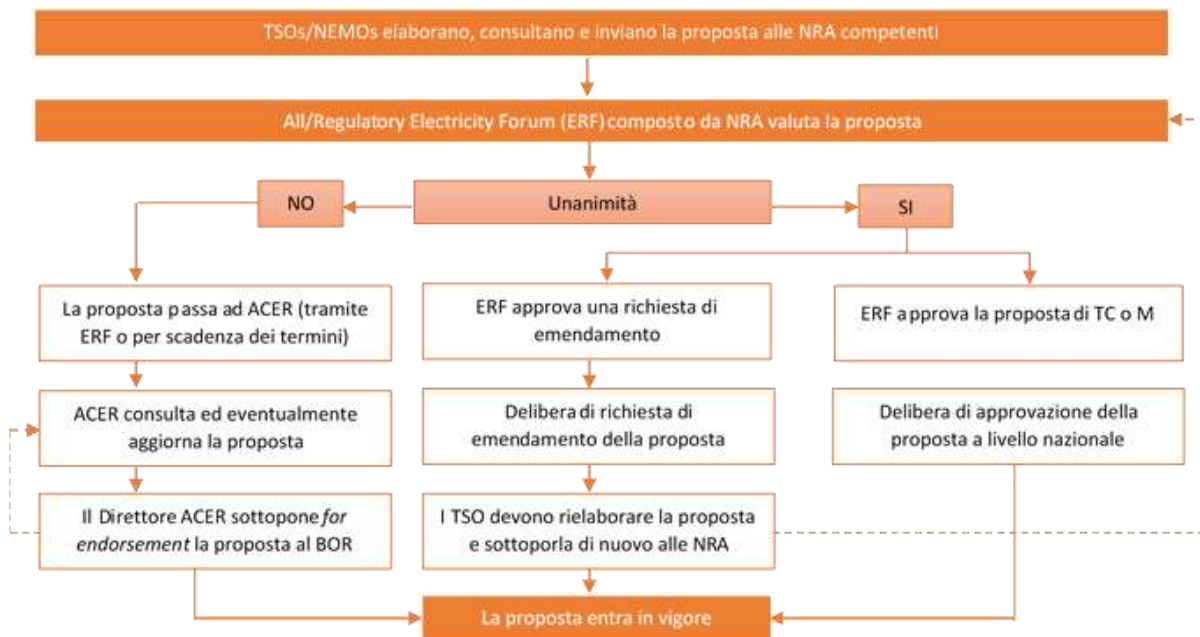 TSOs/NEMOs elaborano, consultano e inviano la proposta alle NRA competenti
All/Regulatory Electricity Forum (ERF) composto da NRA valuta la proposta
NO
Unanimità
SI
La proposta passa ad ACER (tramite
ERF o per scadenza dei termini)
ERF approva una richiesta di
emendamento
ERF approva la proposta di TC o M
ACER consulta ed eventualmente
aggiorna la proposta
Delibera di richiesta di
emendamento della proposta
Delibera di approvazione della
proposta a livello nazionale
Il Direttore ACER sottopone for
endorsement la proposta al BOR
I TSO devono rielaborare la proposta
e sottoporla di nuovo alle NRA
La proposta entra in vigore